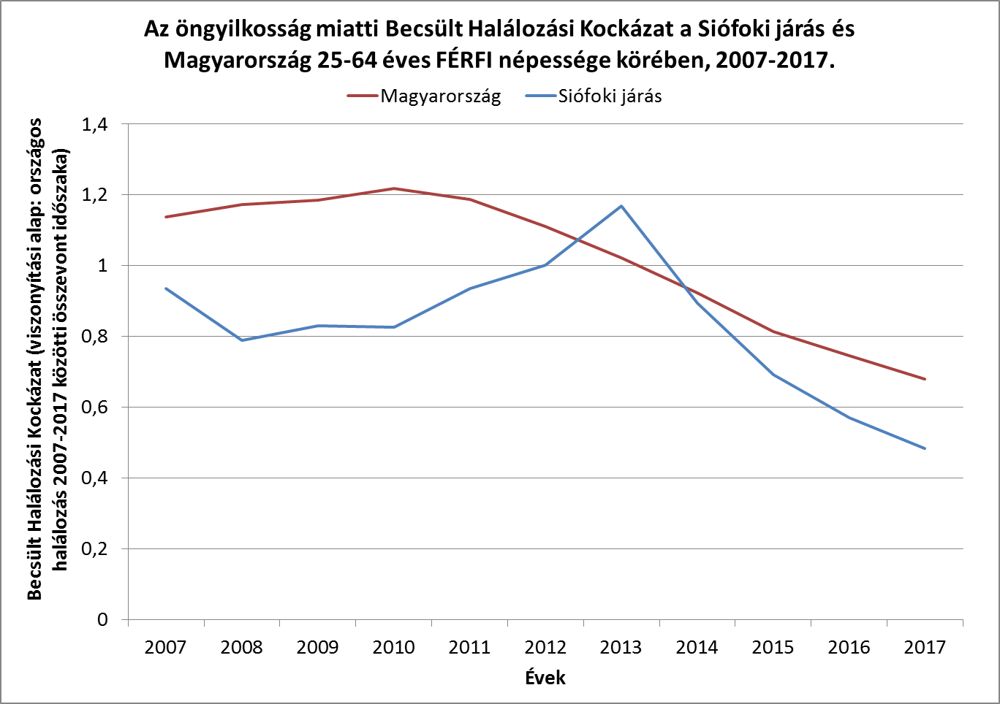 Az öngyilkosság miatti Becsült Halálozási Kockázat a Siófoki járás és
Magyarország 25-64 éves FÉRFI népessége körében, 2007-2017.
Magyarország
Siófoki járás
Becsült Halálozási Kockázat (viszonyítási alap: országos
halálozás 2007-2017 közötti összevont időszaka)
1,4
1,2
1
0,8
0,6
0,4
0,2
0
2007 2008 2009 2010 2011 2012 2013 2014 2015 2016 2017
Évek